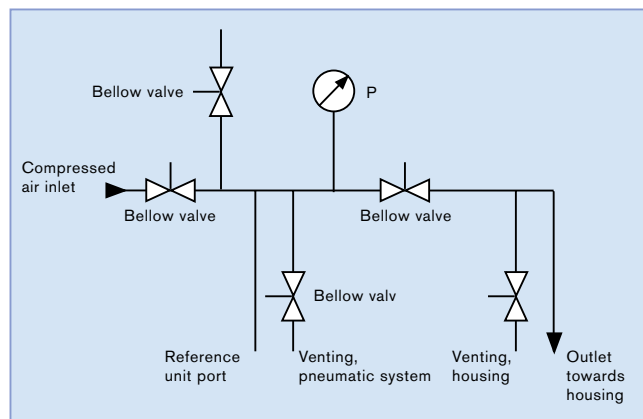 Bellow valve
P
Compressed
air inlet
Bellow valve
Bellow valve
Bellow valv
Reference
unit port
Venting,
pneumatic system
Venting,
housing
Outlet
towards
housing